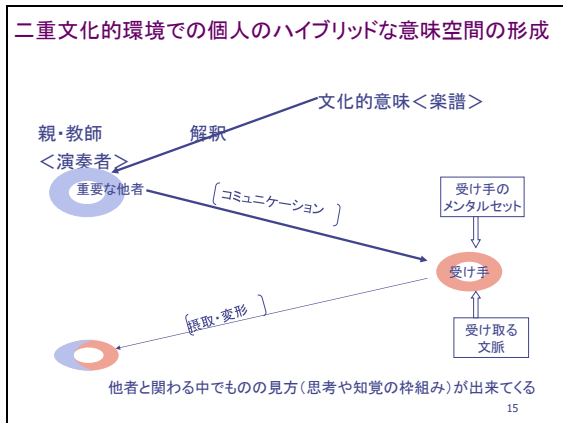 二重文化的環境での個人のハイブリッドな意味空間の形成
文化的意味＜楽譜＞
親・教師
解釈
＜演奏者＞
重要な他者
コミュニケーション
受け手の
メンタルセット
受け手
摂取・変形
受け取る
文脈
他者と関わる中でものの見方（思考や知覚の枠組み）が出来てくる
15